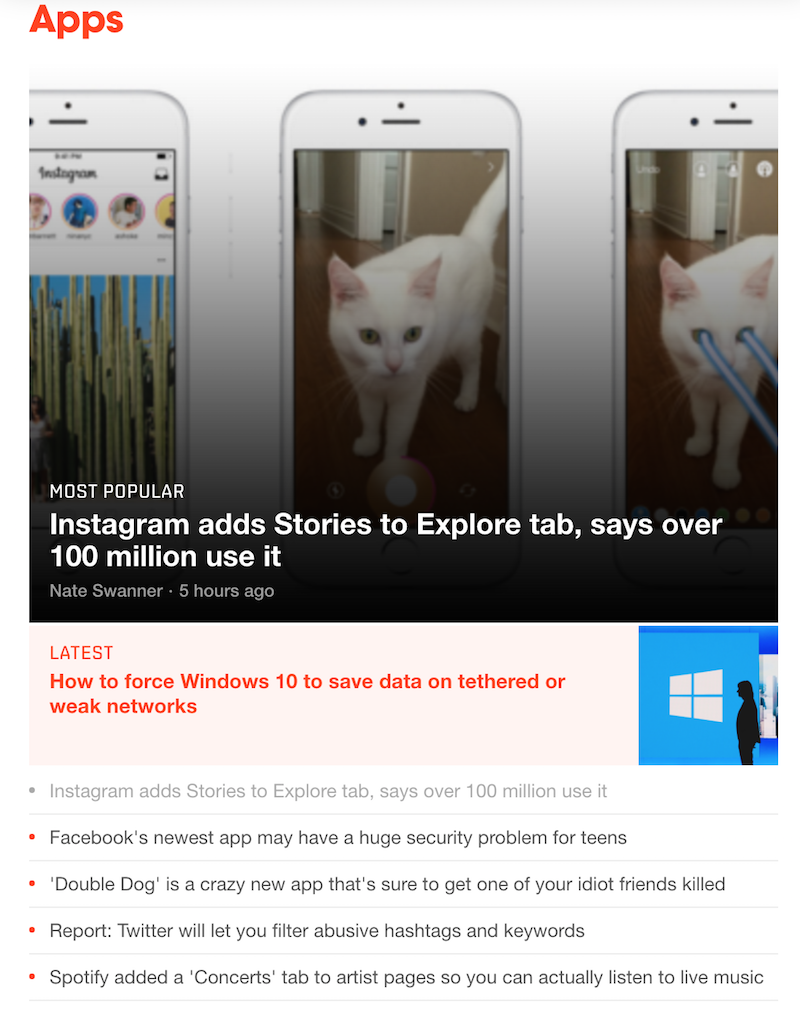 Apps
Instagram
Undo
MOST POPULAR
Instagram adds Stories to Explore tab, says over
100 million use it
Nate Swanner · 5 hours ago
LATEST
How to force Windows 10 to save data on tethered or
weak networks
• Instagram adds Stories to Explore tab, says over 100 million use it
• Facebook's newest app may have a huge security problem for teens
• 'Double Dog' is a crazy new app that's sure to get one of your idiot friends killed
• Report: Twitter will let you filter abusive hashtags and keywords
• Spotify added a 'Concerts' tab to artist pages so you can actually listen to live music